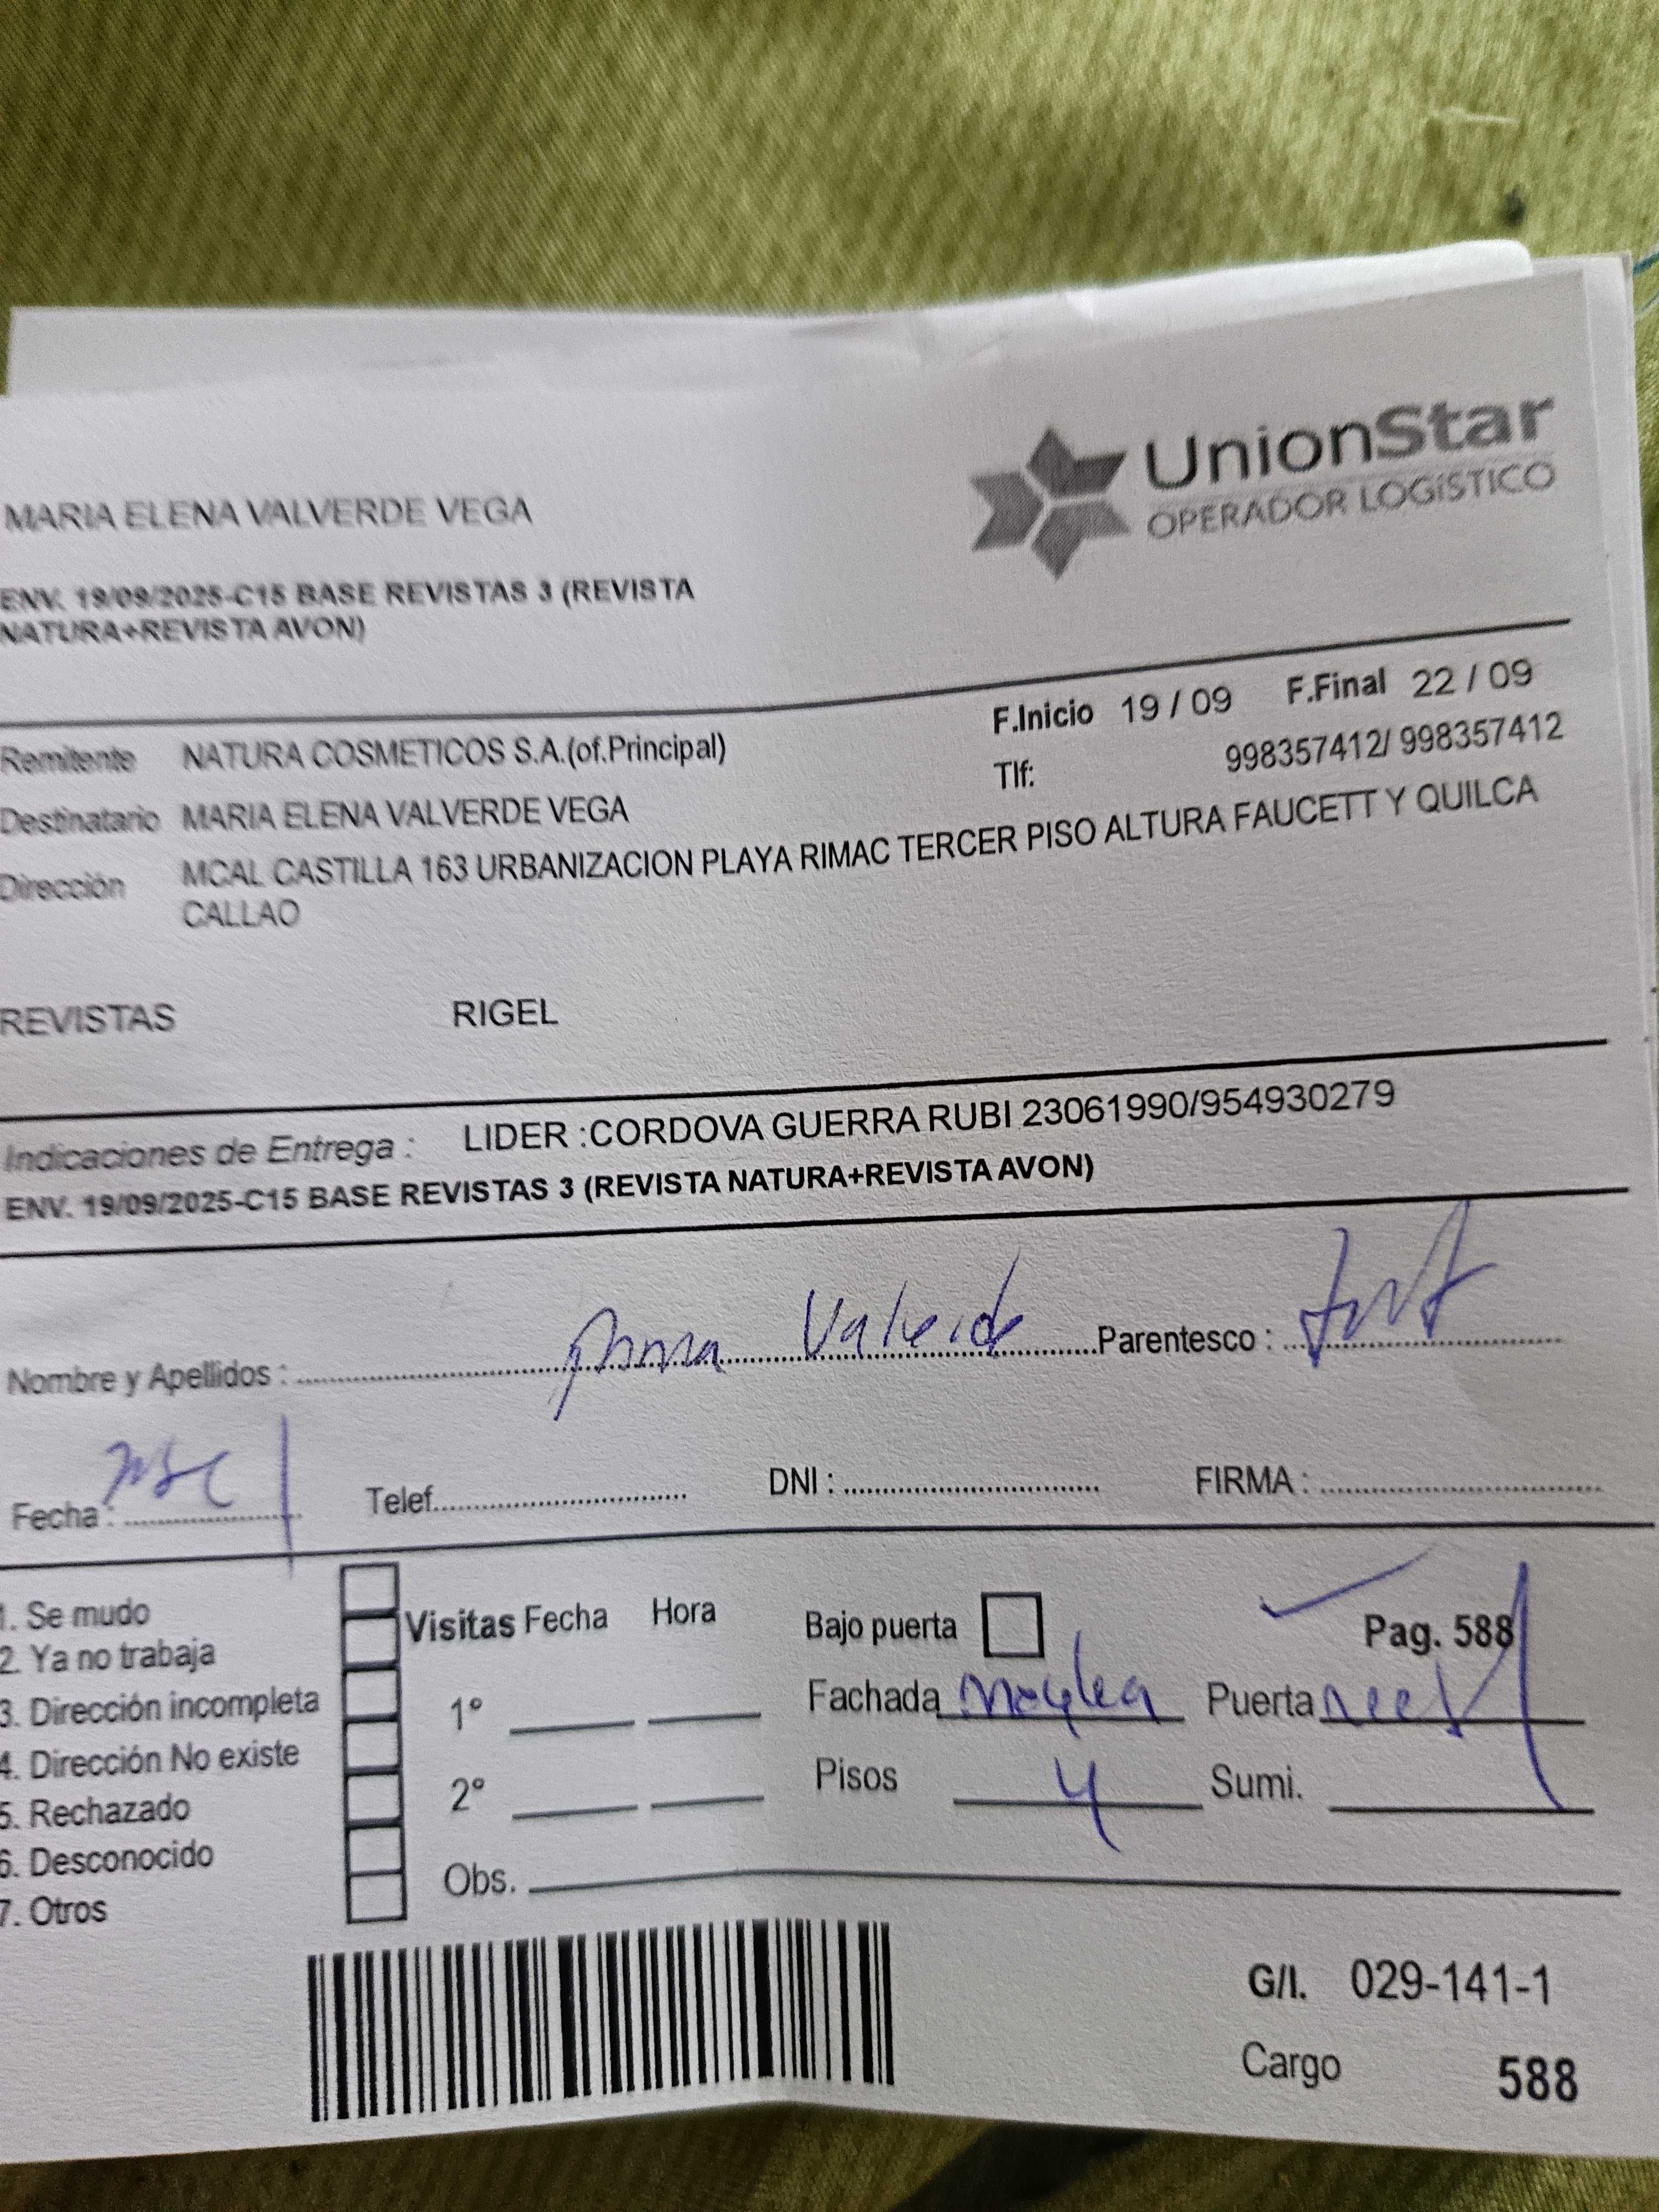 UnionStar
OPERADOR LOGÍSTICO
MARIA ELENA VALVERDE VEGA
ENV. 19/09/2025-C15 BASE REVISTAS 3 (REVISTA
NATURA+REVISTA AVON)
F.Inicio 19 / 09 F.Final 22 / 09
Remitente NATURA COSMETICOS S.A.(of.Principal)
Tlf: 998357412/ 998357412
Destinatario MARIA ELENA VALVERDE VEGA
Dirección MCAL CASTILLA 163 URBANIZACION PLAYA RIMAC TERCER PISO ALTURA FAUCETT Y QUILCA
CALLAO
REVISTAS RIGEL
Indicaciones de Entrega : LIDER :CORDOVA GUERRA RUBI 23061990/954930279
ENV. 19/09/2025-C15 BASE REVISTAS 3 (REVISTA NATURA+REVISTA AVON)
Nombre y Apellidos : Valverde Parentesco :
Fecha : Telef. DNI : FIRMA :
1. Se mudo
2. Ya no trabaja
3. Dirección incompleta
4. Dirección No existe
5. Rechazado
6. Desconocido
7. Otros
Visitas Fecha Hora
1°
2°
Obs.
Bajo puerta Pag. 588
Fachada Puerta
Pisos 4 Sumi.
G/I. 029-141-1
Cargo 588